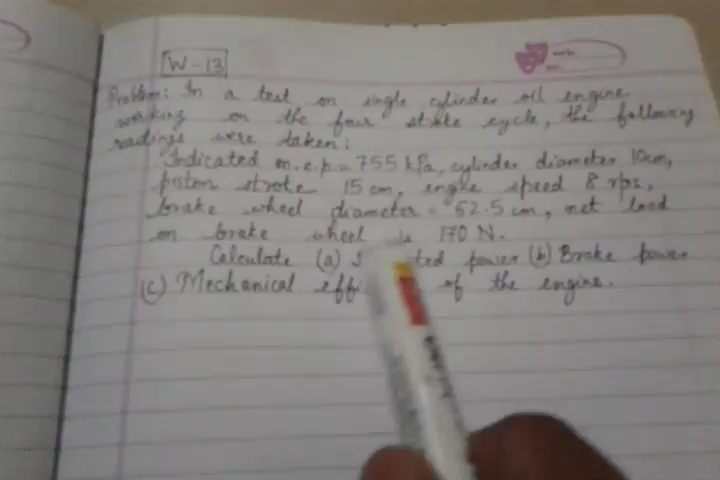 W-13
Problem: In a test on single cylinder oil engine
working on the four stroke cycle, the following
readings were taken:
Indicated m.e.p = 755 kPa, cylinder diameter 10cm,
piston stroke 15 cm, engine speed 8 rps,
brake wheel diameter = 62.5 cm, net load
on brake wheel is 170 N.
Calculate (a) power (b) Brake power
(c) Mechanical of the engine.